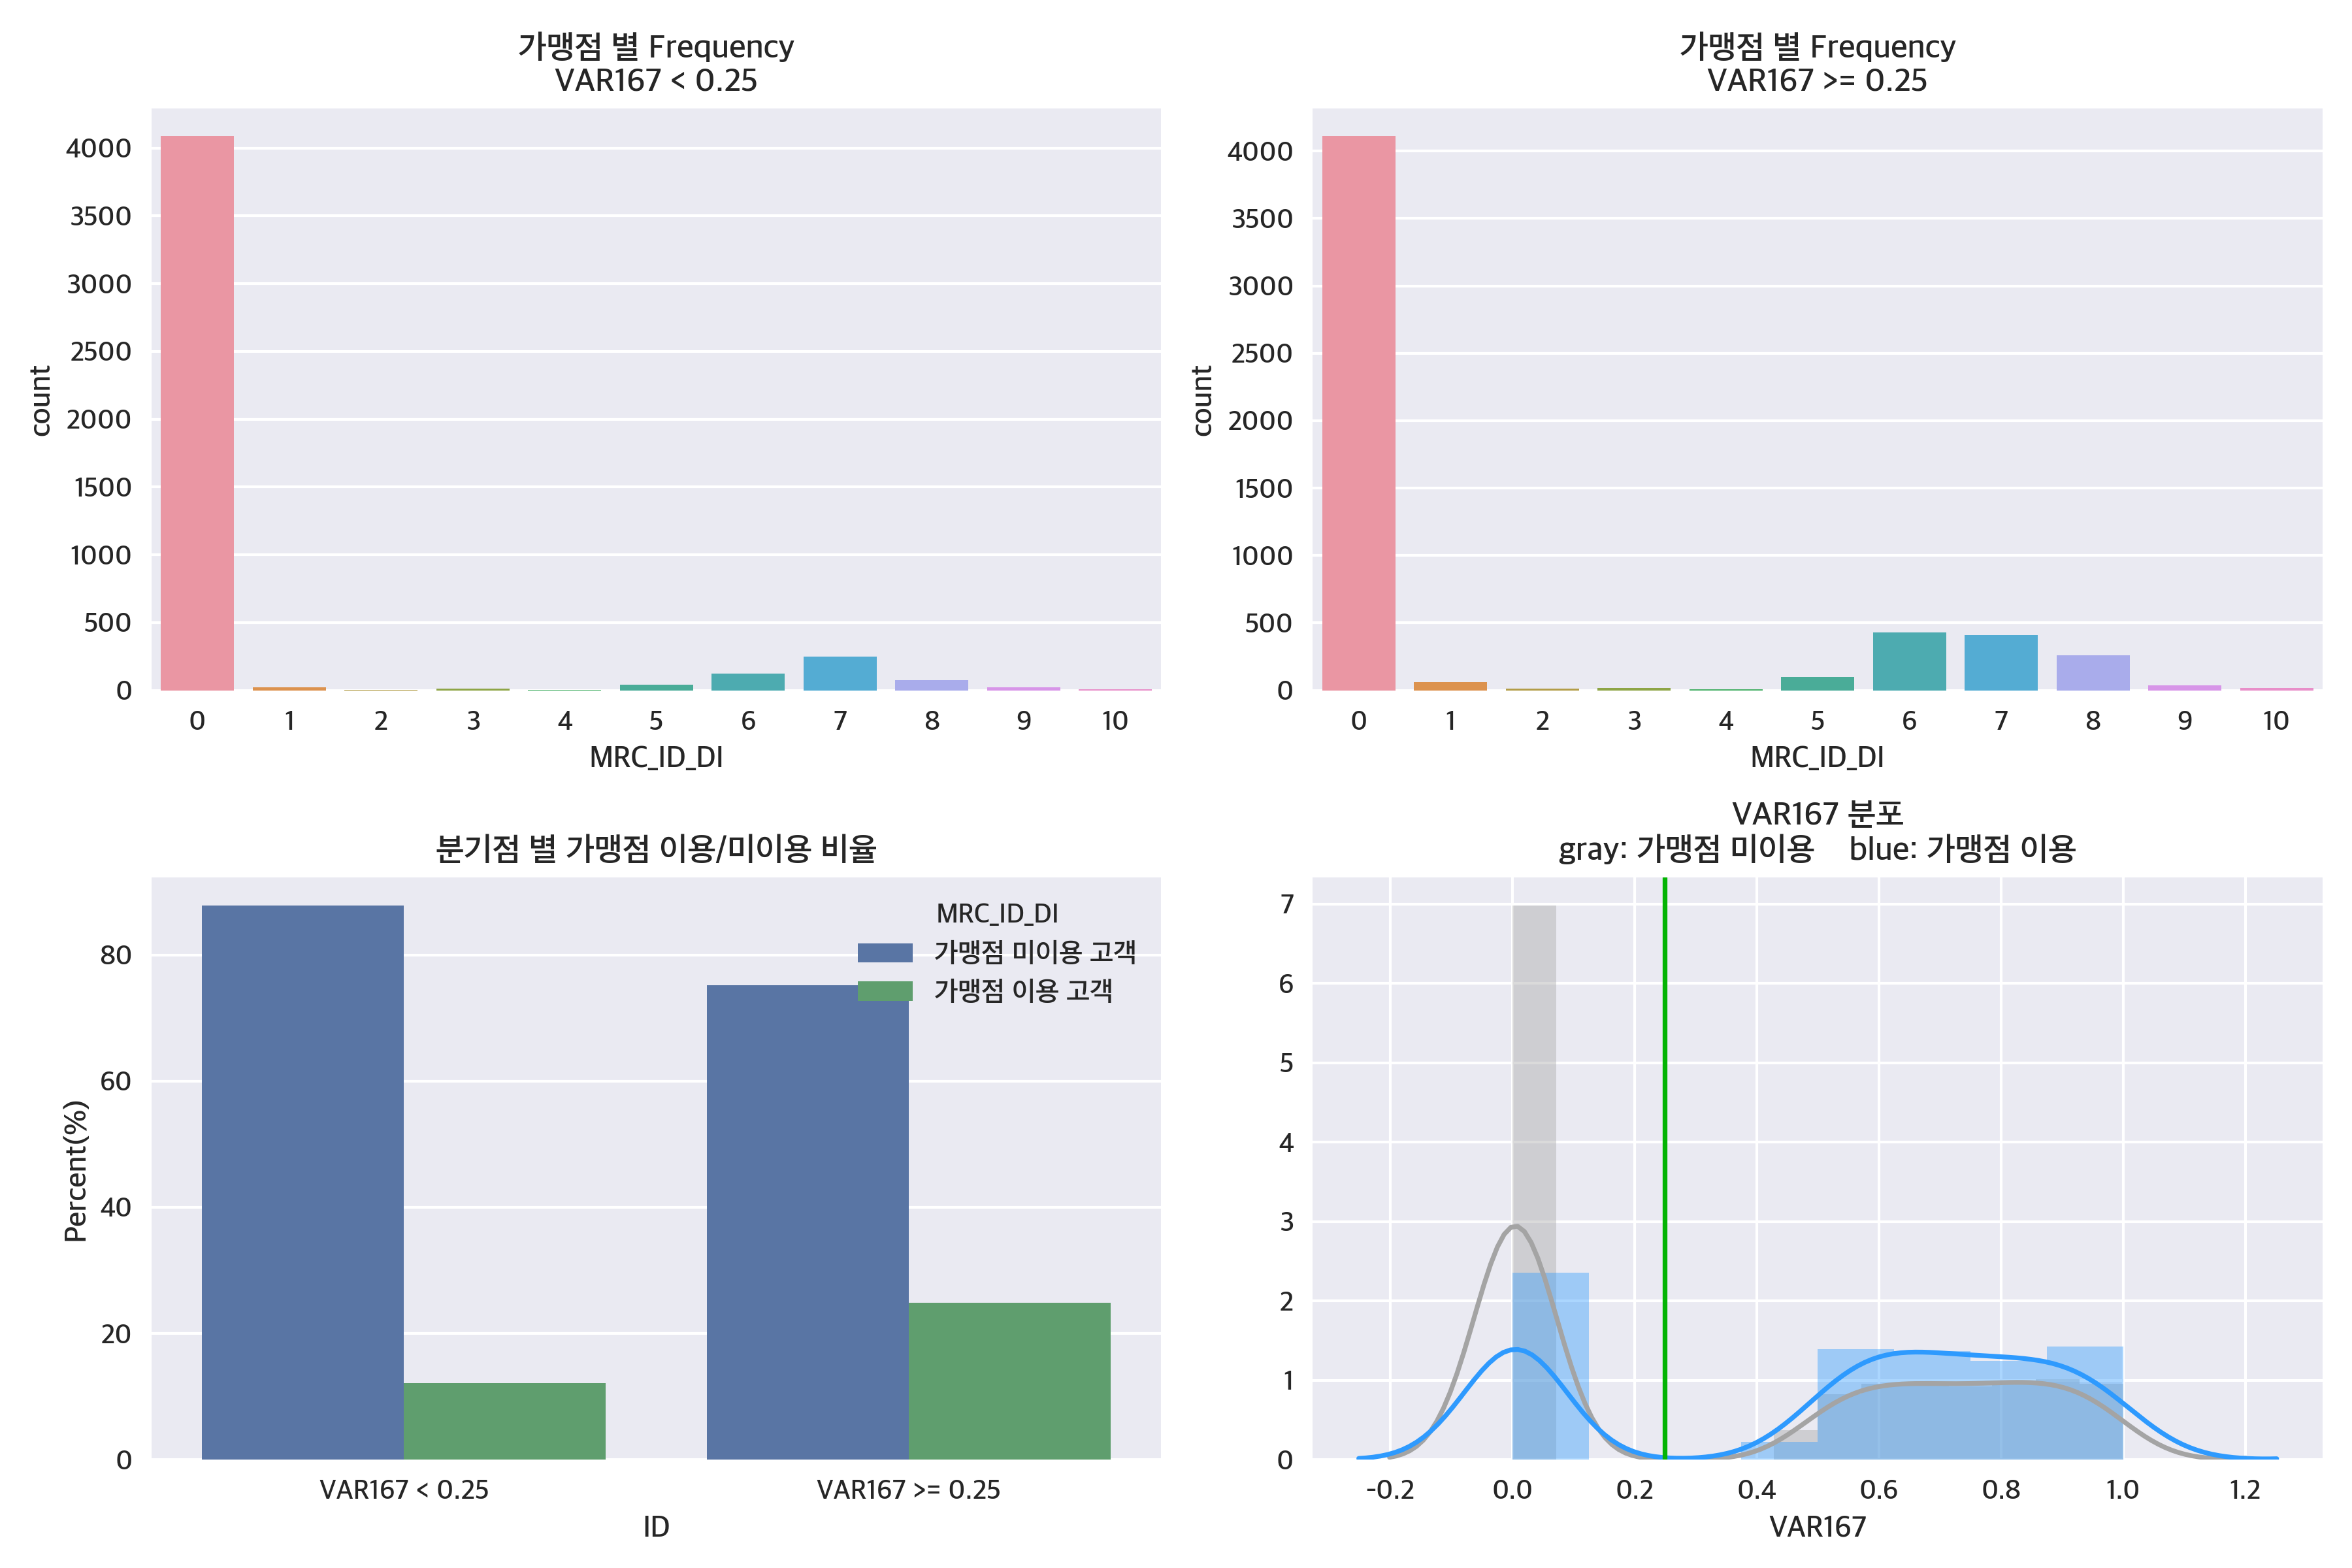 가맹점 별 Frequency
VAR167 < 0.25
4000
3500
3000
2500
2000
1500
1000
500
0
count
0 1 2 3 4 5 6 7 8 9 10
MRC_ID_DI
가맹점 별 Frequency
VAR167 >= 0.25
4000
3500
3000
2500
2000
1500
1000
500
0
count
0 1 2 3 4 5 6 7 8 9 10
MRC_ID_DI
분기점 별 가맹점 이용/미이용 비율
MRC_ID_DI
가맹점 미이용 고객
가맹점 이용 고객
80
60
40
20
0
Percent(%)
VAR167 < 0.25 VAR167 >= 0.25
ID
VAR167 분포
gray: 가맹점 미이용 blue: 가맹점 이용
7
6
5
4
3
2
1
0
-0.2 0.0 0.2 0.4 0.6 0.8 1.0 1.2
VAR167